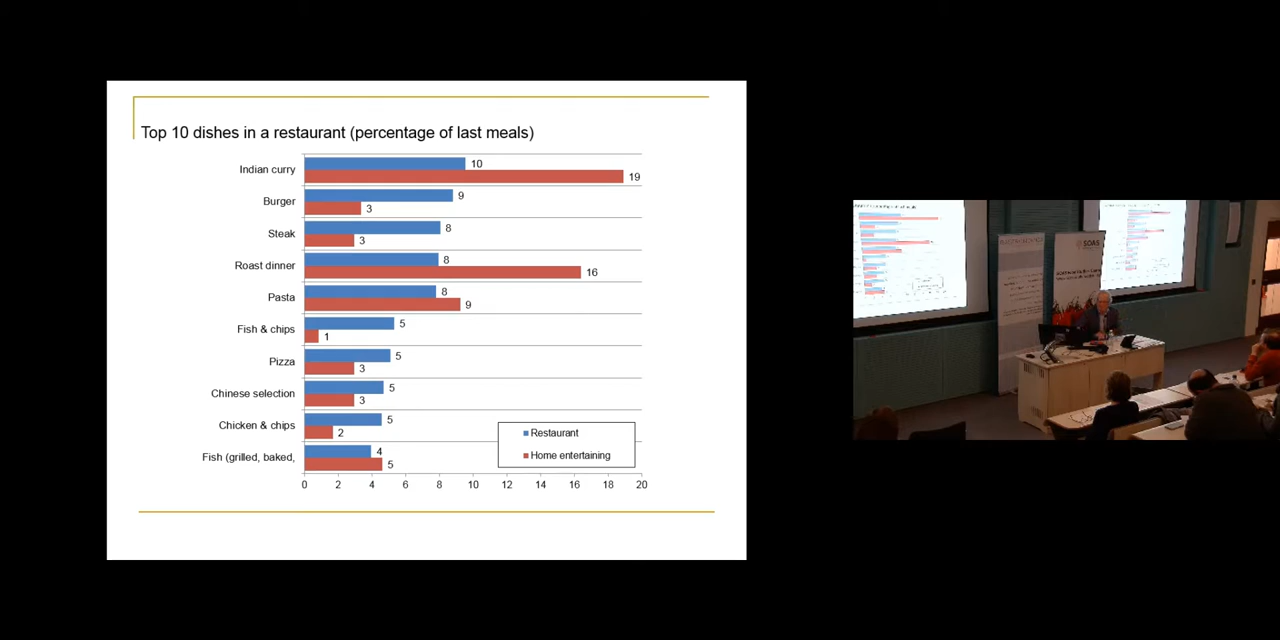 Top 10 dishes in a restaurant (percentage of last meals)
Indian curry 10 19
Burger 9 3
Steak 8 3
Roast dinner 8 16
Pasta 8 9
Fish & chips 5 1
Pizza 5 3
Chinese selection 5 3
Chicken & chips 5 2
Fish (grilled, baked, 4 5
Restaurant
Home entertaining
0 2 4 6 8 10 12 14 16 18 20
SOAS